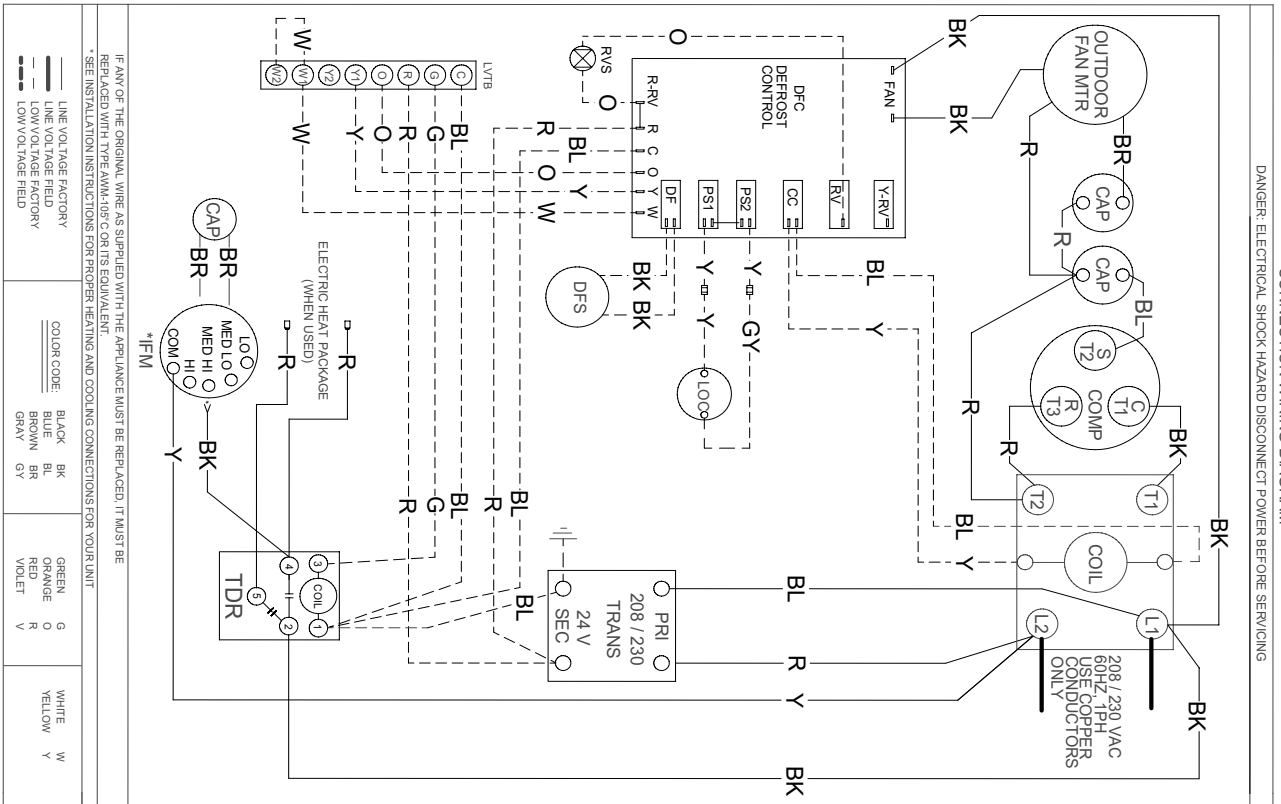 DANGER: ELECTRICAL SHOCK HAZARD DISCONNECT POWER BEFORE SERVICING
BK
BK
BK
BK
208 / 230 VAC
60HZ, 1PH
USE COPPER
CONDUCTORS
ONLY
L1
L2
COIL
T1
T2
BL
Y
BK
R
R
C
T1
COMP
R
T3
S
T2
BL
CAP
R
CAP
BR
R
OUTDOOR
FAN MTR
BK
BK
FAN
DFC
DEFROST
CONTROL
Y-RV
RV
CC
PS2
PS1
DF
R-RV
R
C
O
Y
W
O
O
RVS
BL
Y
Y
GY
Y
Y
LOC
BK
BK
DFS
R
BL
O
Y
W
LVTB
C
G
R
O
Y1
Y2
W1
W2
BL
G
R
O
Y
W
W
BL
R
Y
PRI
208 / 230
TRANS
24 V
SEC
BL
BL
R
BL
G
R
BK
TDR
COIL
1
2
3
4
5
R
R
ELECTRIC HEAT PACKAGE
(WHEN USED)
BK
Y
LO
MED LO
MED HI
HI
COM
*IFM
BR
BR
CAP
IF ANY OF THE ORIGINAL WIRE AS SUPPLIED WITH THE APPLIANCE MUST BE REPLACED, IT MUST BE
REPLACED WITH TYPE AWM-105°C OR ITS EQUIVALENT.
* SEE INSTALLATION INSTRUCTIONS FOR PROPER HEATING AND COOLING CONNECTIONS FOR YOUR UNIT
LINE VOLTAGE FACTORY
LINE VOLTAGE FIELD
LOW VOLTAGE FACTORY
LOW VOLTAGE FIELD
COLOR CODE:
BLACK BK
BLUE BL
BROWN BR
GRAY GY
GREEN G
ORANGE O
RED R
VIOLET V
WHITE W
YELLOW Y